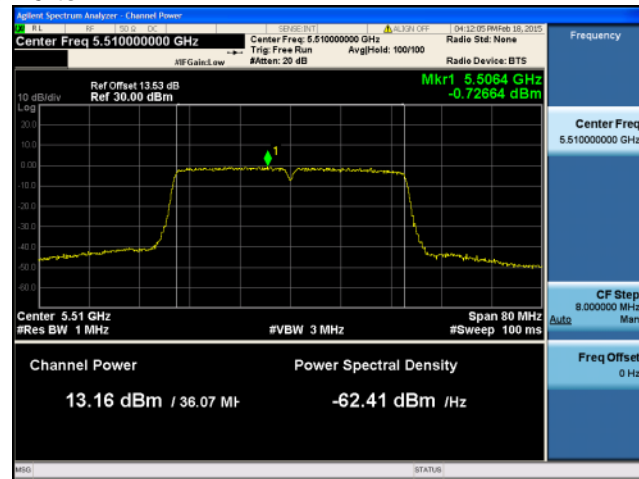 Agilent Spectrum Analyzer - Channel Power
RL RF 50 Ω DC SENSE:INT ALIGN OFF 04:12:05 PM Feb 18, 2015
Center Freq 5.510000000 GHz
Center Freq: 5.510000000 GHz
Radio Std: None
Trig: Free Run Avg|Hold: 100/100
#IFGain:Low #Atten: 20 dB Radio Device: BTS
Ref Offset 13.53 dB
10 dB/div Ref 30.00 dBm
Log
Mkr1 5.5064 GHz
-0.72664 dBm
20.0
10.0
1
0.00
-10.0
-20.0
-30.0
-40.0
-50.0
-60.0
Center 5.51 GHz Span 80 MHz
#Res BW 1 MHz #VBW 3 MHz #Sweep 100 ms
Channel Power Power Spectral Density
13.16 dBm / 36.07 MH -62.41 dBm /Hz
MSG STATUS
Frequency
Center Freq
5.510000000 GHz
CF Step
8.000000 MHz
Auto Man
Freq Offset
0 Hz